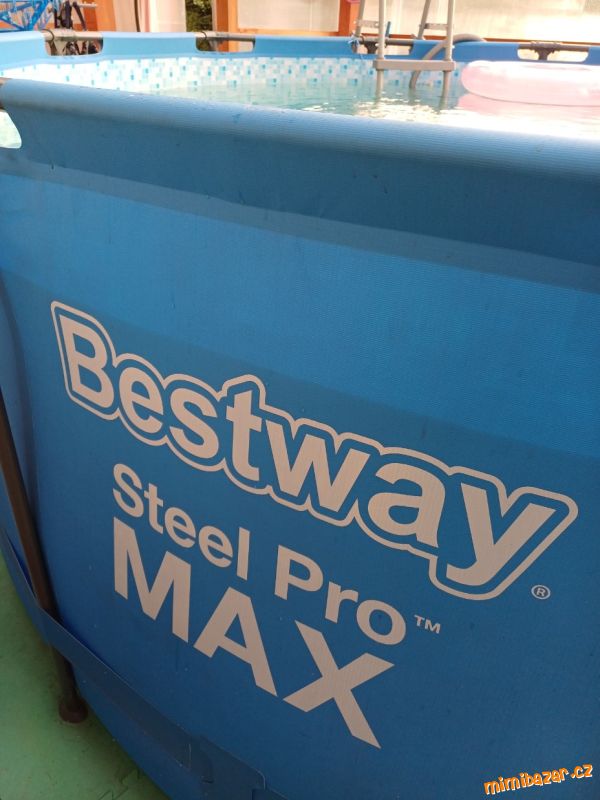 Bestway®
Steel Pro™
MAX
mimibazar.cz